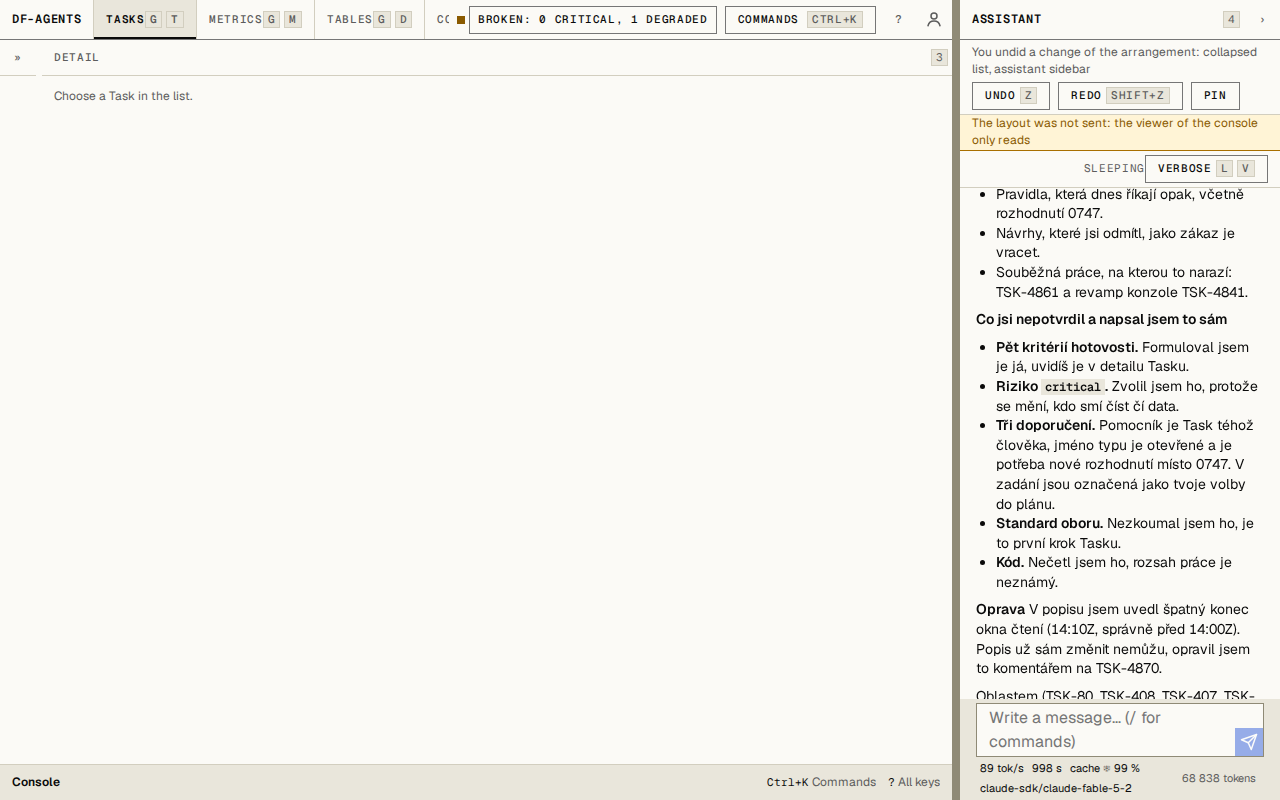 DF-AGENTS TASKS G T METRICS G M TABLES G D CO BROKEN: 0 CRITICAL, 1 DEGRADED COMMANDS CTRL+K ?
» DETAIL 3
Choose a Task in the list.
Console Ctrl+K Commands ? All keys
ASSISTANT 4 ›
You undid a change of the arrangement: collapsed
list, assistant sidebar
UNDO Z REDO SHIFT+Z PIN
The layout was not sent: the viewer of the console
only reads
SLEEPING VERBOSE L V
Pravidla, která dnes říkají opak, včetně
rozhodnutí 0747.
Návrhy, které jsi odmítl, jako zákaz je
vracet.
Souběžná práce, na kterou to narazí:
TSK-4861 a revamp konzole TSK-4841.
Co jsi nepotvrdil a napsal jsem to sám
Pět kritérií hotovosti. Formuloval jsem
je já, uvidíš je v detailu Tasku.
Riziko critical. Zvolil jsem ho, protože
se mění, kdo smí číst čí data.
Tři doporučení. Pomocník je Task téhož
člověka, jméno typu je otevřené a je
potřeba nové rozhodnutí místo 0747. V
zadání jsou označená jako tvoje volby
do plánu.
Standard oboru. Nezkoumal jsem ho, je
to první krok Tasku.
Kód. Nečetl jsem ho, rozsah práce je
neznámý.
Oprava V popisu jsem uvedl špatný konec
okna čtení (14:10Z, správně před 14:00Z).
Popis už sám změnit nemůžu, opravil jsem
to komentářem na TSK-4870.
Oblastem (TSK-80, TSK-408, TSK-407, TSK-
Write a message... (/ for
commands)
89 tok/s 998 s cache 99 %
claude-sdk/claude-fable-5-2
68 838 tokens